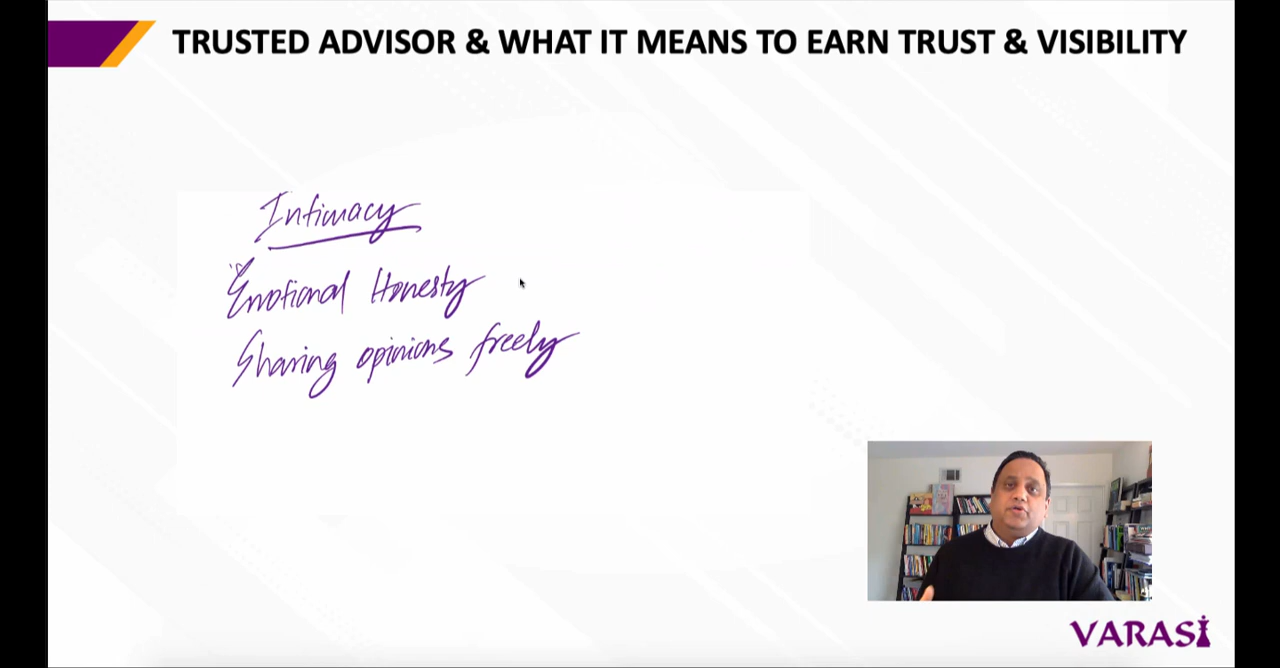 TRUSTED ADVISOR & WHAT IT MEANS TO EARN TRUST & VISIBILITY
Intimacy
Emotional Honesty
Sharing opinions freely
VARASI